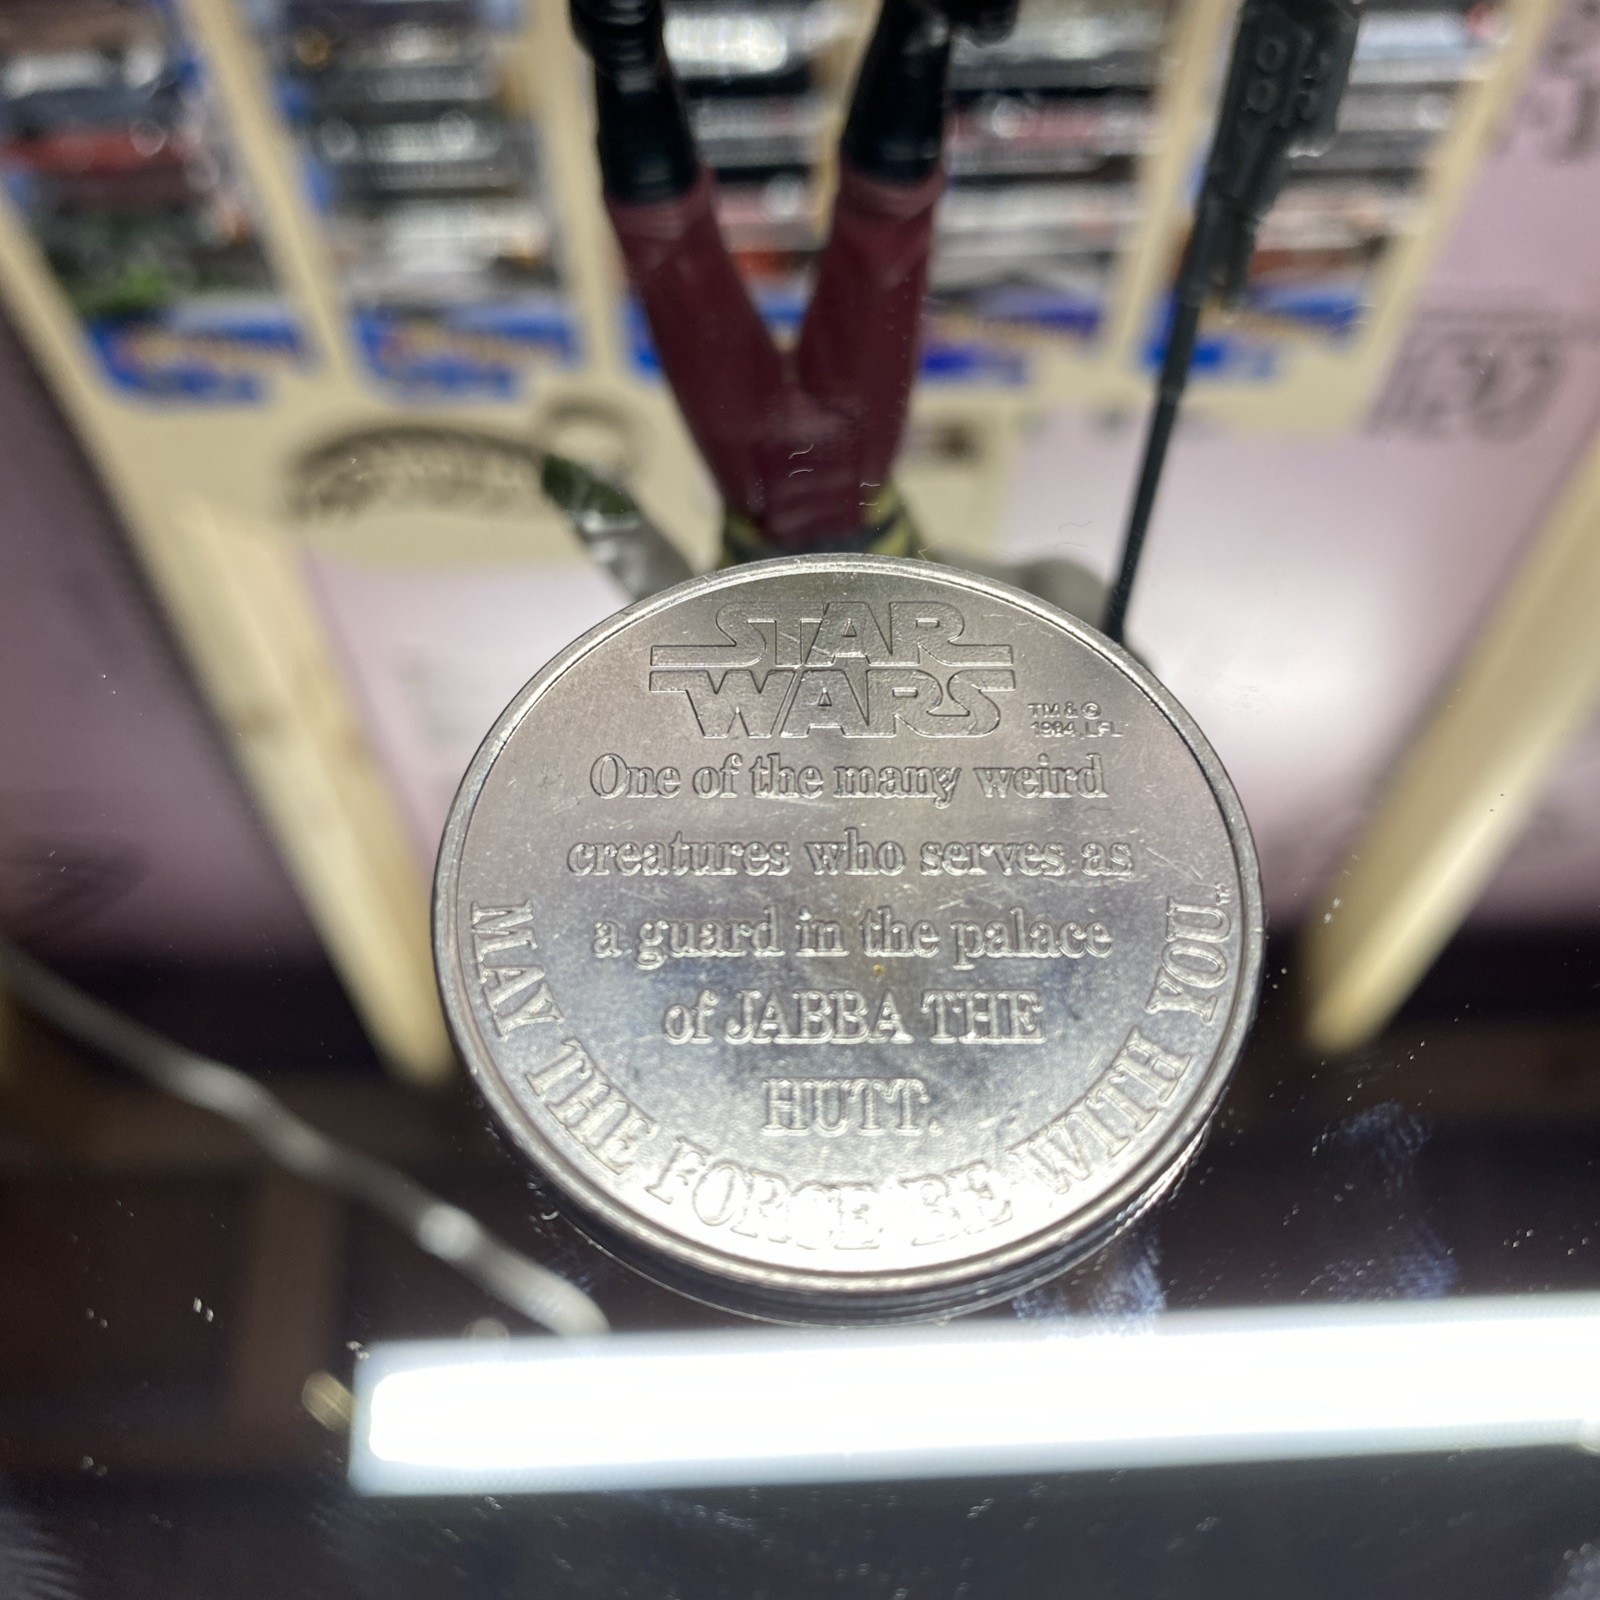 STAR
WARS
TM & ©
1984 LFL
One of the many weird
creatures who serves as
a guard in the palace
of JABBA THE
HUTT.
MAY THE FORCE BE WITH YOU.™